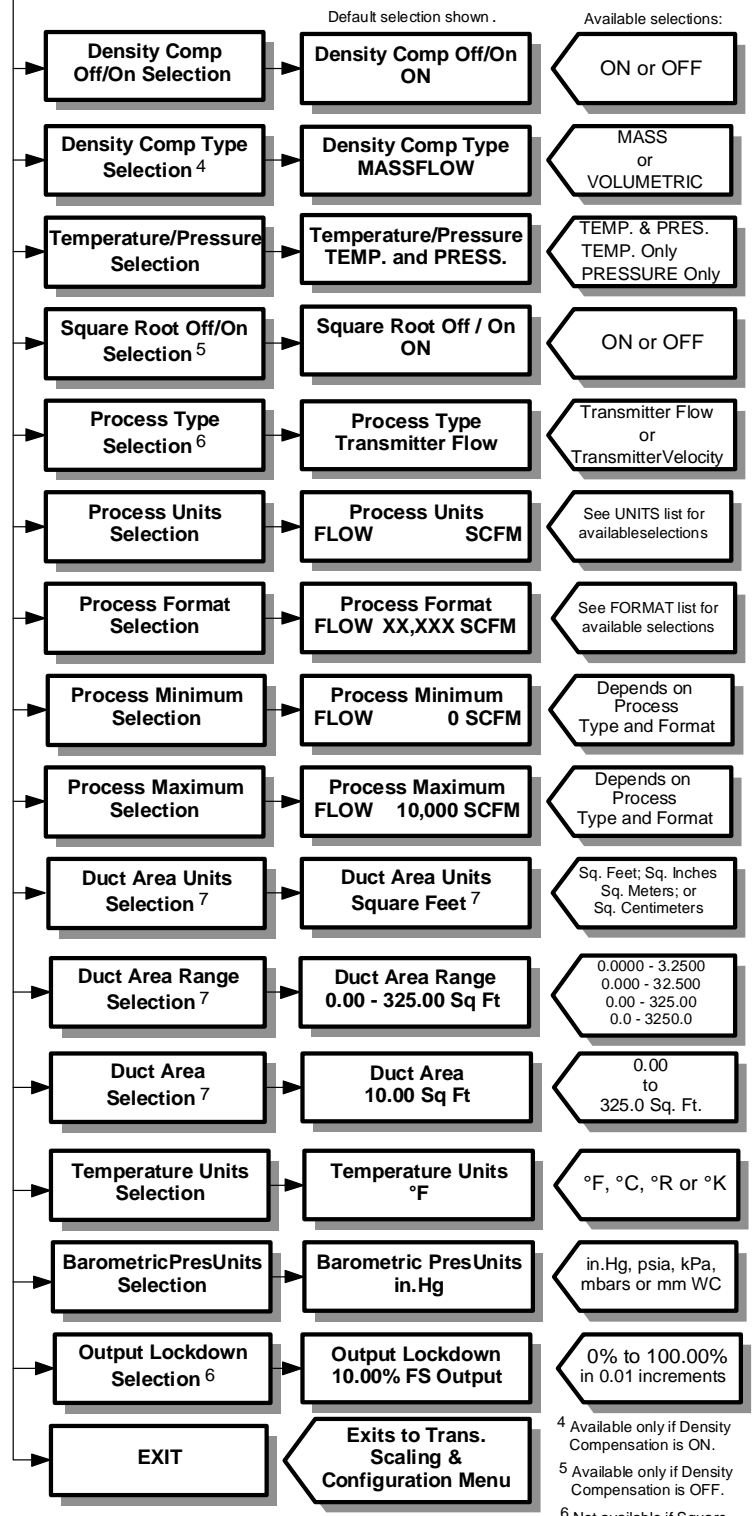 Default selection shown .
Available selections:
Density Comp
Off/On Selection
Density Comp Off/On
ON
ON or OFF
Density Comp Type
Selection 4
Density Comp Type
MASSFLOW
MASS
or
VOLUMETRIC
Temperature/Pressure
Selection
Temperature/Pressure
TEMP. and PRESS.
TEMP. & PRES.
TEMP. Only
PRESSURE Only
Square Root Off/On
Selection 5
Square Root Off / On
ON
ON or OFF
Process Type
Selection 6
Process Type
Transmitter Flow
Transmitter Flow
or
TransmitterVelocity
Process Units
Selection
Process Units
FLOW SCFM
See UNITS list for
availableselections
Process Format
Selection
Process Format
FLOW XX,XXX SCFM
See FORMAT list for
available selections
Process Minimum
Selection
Process Minimum
FLOW 0 SCFM
Depends on
Process
Type and Format
Process Maximum
Selection
Process Maximum
FLOW 10,000 SCFM
Depends on
Process
Type and Format
Duct Area Units
Selection 7
Duct Area Units
Square Feet 7
Sq. Feet; Sq. Inches
Sq. Meters; or
Sq. Centimeters
Duct Area Range
Selection 7
Duct Area Range
0.00 - 325.00 Sq Ft
0.0000 - 3.2500
0.000 - 32.500
0.00 - 325.00
0.0 - 3250.0
Duct Area
Selection 7
Duct Area
10.00 Sq Ft
0.00
to
325.0 Sq. Ft.
Temperature Units
Selection
Temperature Units
°F
°F, °C, °R or °K
BarometricPresUnits
Selection
Barometric PresUnits
in.Hg
in.Hg, psia, kPa,
mbars or mm WC
Output Lockdown
Selection 6
Output Lockdown
10.00% FS Output
0% to 100.00%
in 0.01 increments
EXIT
Exits to Trans.
Scaling &
Configuration Menu
4 Available only if Density
Compensation is ON.
5 Available only if Density
Compensation is OFF.
6 Not available if Square